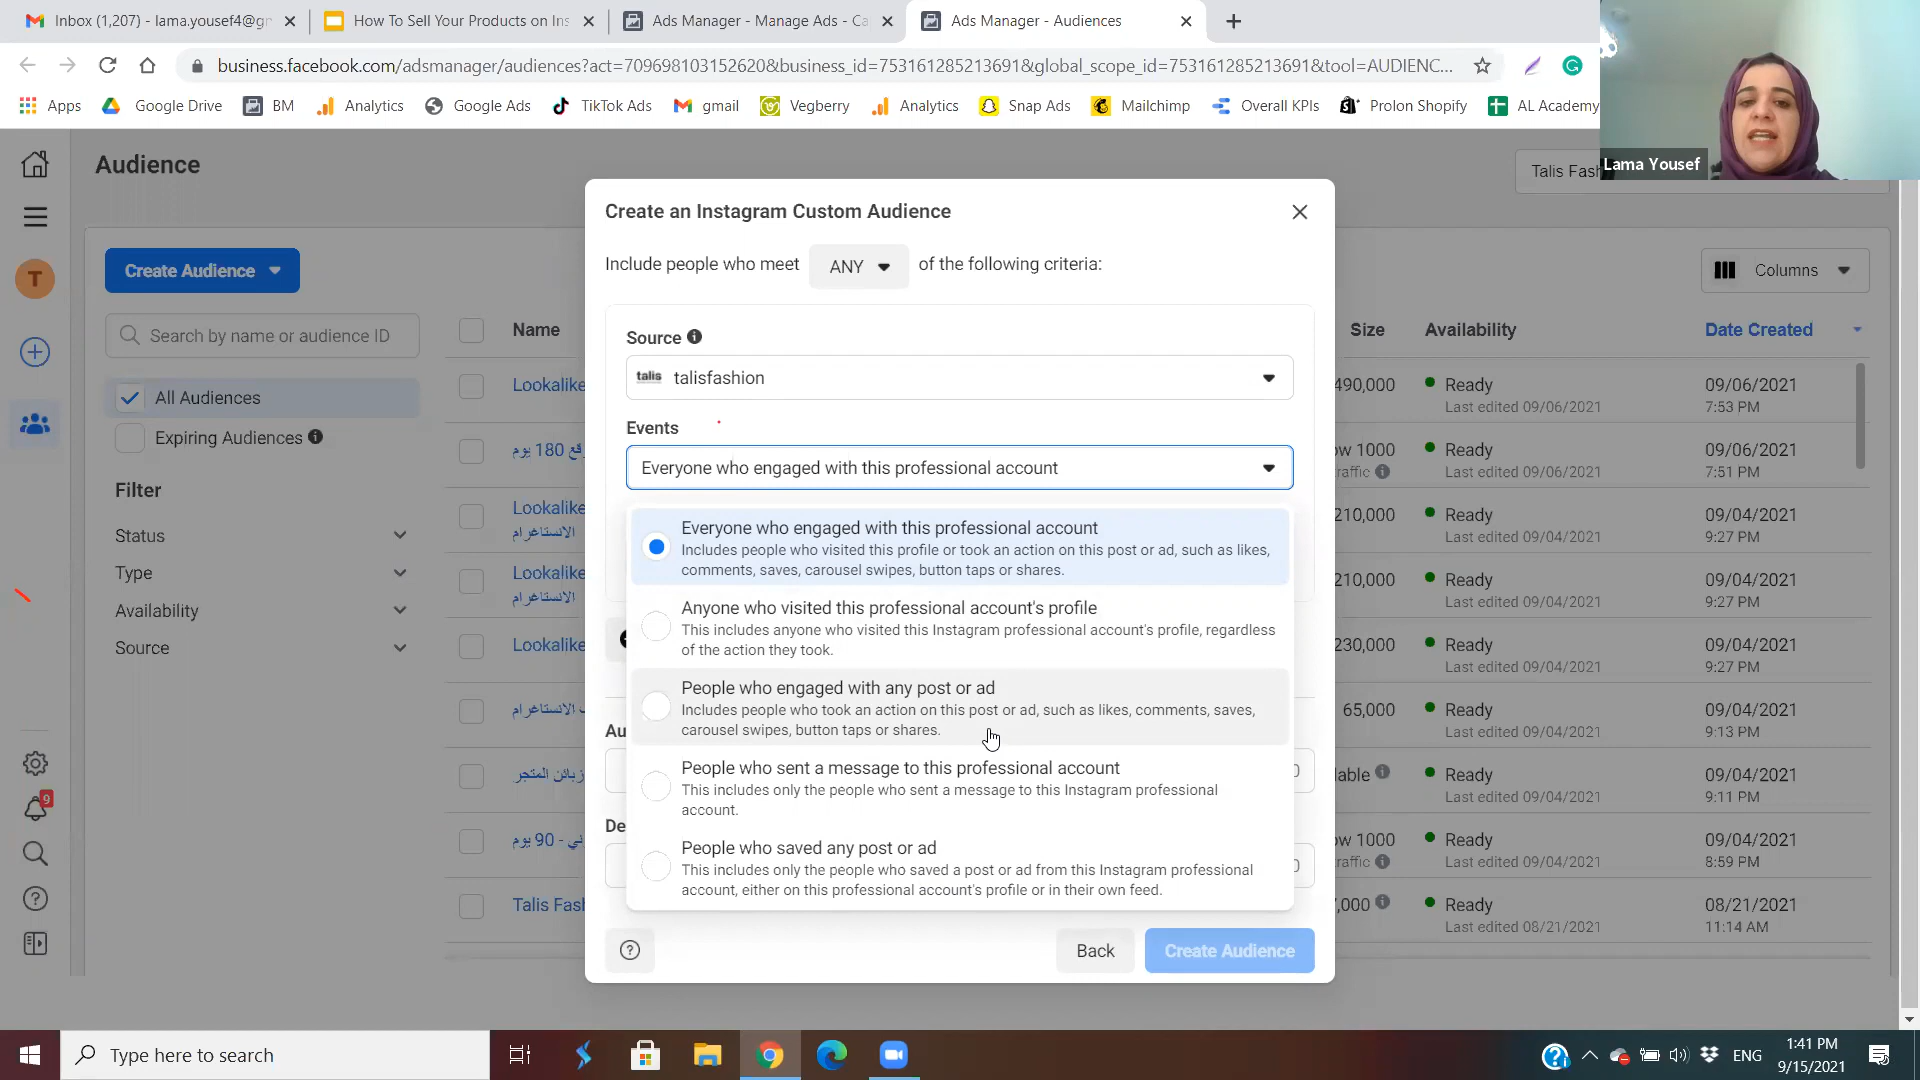 Inbox (1,207) - lama.yousef4@gr
How To Sell Your Products on Ins
Ads Manager - Manage Ads - Ca
Ads Manager - Audiences
business.facebook.com/adsmanager/audiences?act=709698103152620&business_id=753161285213691&global_scope_id=753161285213691&tool=AUDIENC...
Apps
Google Drive
BM
Analytics
Google Ads
TikTok Ads
gmail
Vegberry
Analytics
Snap Ads
Mailchimp
Overall KPIs
Prolon Shopify
AL Academy
Lama Yousef
Audience
Talis Fash
Create an Instagram Custom Audience
Include people who meet ANY of the following criteria:
Create Audience
Columns
Search by name or audience ID
Name
Size
Availability
Date Created
All Audiences
Expiring Audiences
Filter
Status
Type
Availability
Source
Source
talis talisfashion
Events
Everyone who engaged with this professional account
Everyone who engaged with this professional account
Includes people who visited this profile or took an action on this post or ad, such as likes,
comments, saves, carousel swipes, button taps or shares.
Anyone who visited this professional account's profile
This includes anyone who visited this Instagram professional account's profile, regardless
of the action they took.
People who engaged with any post or ad
Includes people who took an action on this post or ad, such as likes, comments, saves,
carousel swipes, button taps or shares.
People who sent a message to this professional account
This includes only the people who sent a message to this Instagram professional
account.
People who saved any post or ad
This includes only the people who saved a post or ad from this Instagram professional
account, either on this professional account's profile or in their own feed.
Au
De
Back
Create Audience
Lookalike
490,000
Ready
Last edited 09/06/2021
09/06/2021
7:53 PM
180 يوم
ow 1000
raffic
Ready
Last edited 09/06/2021
09/06/2021
7:51 PM
Lookalike
الانستاغرام
210,000
Ready
Last edited 09/04/2021
09/04/2021
9:27 PM
Lookalike
الانستاغرام
210,000
Ready
Last edited 09/04/2021
09/04/2021
9:27 PM
Lookalike
230,000
Ready
Last edited 09/04/2021
09/04/2021
9:27 PM
الانستاغرام
65,000
Ready
Last edited 09/04/2021
09/04/2021
9:13 PM
زبائن المتجر
lable
Ready
Last edited 09/04/2021
09/04/2021
9:11 PM
90 يوم
ow 1000
raffic
Ready
Last edited 09/04/2021
09/04/2021
8:59 PM
Talis Fash
,000
Ready
Last edited 08/21/2021
08/21/2021
11:14 AM
T
9
Type here to search
ENG
1:41 PM
9/15/2021